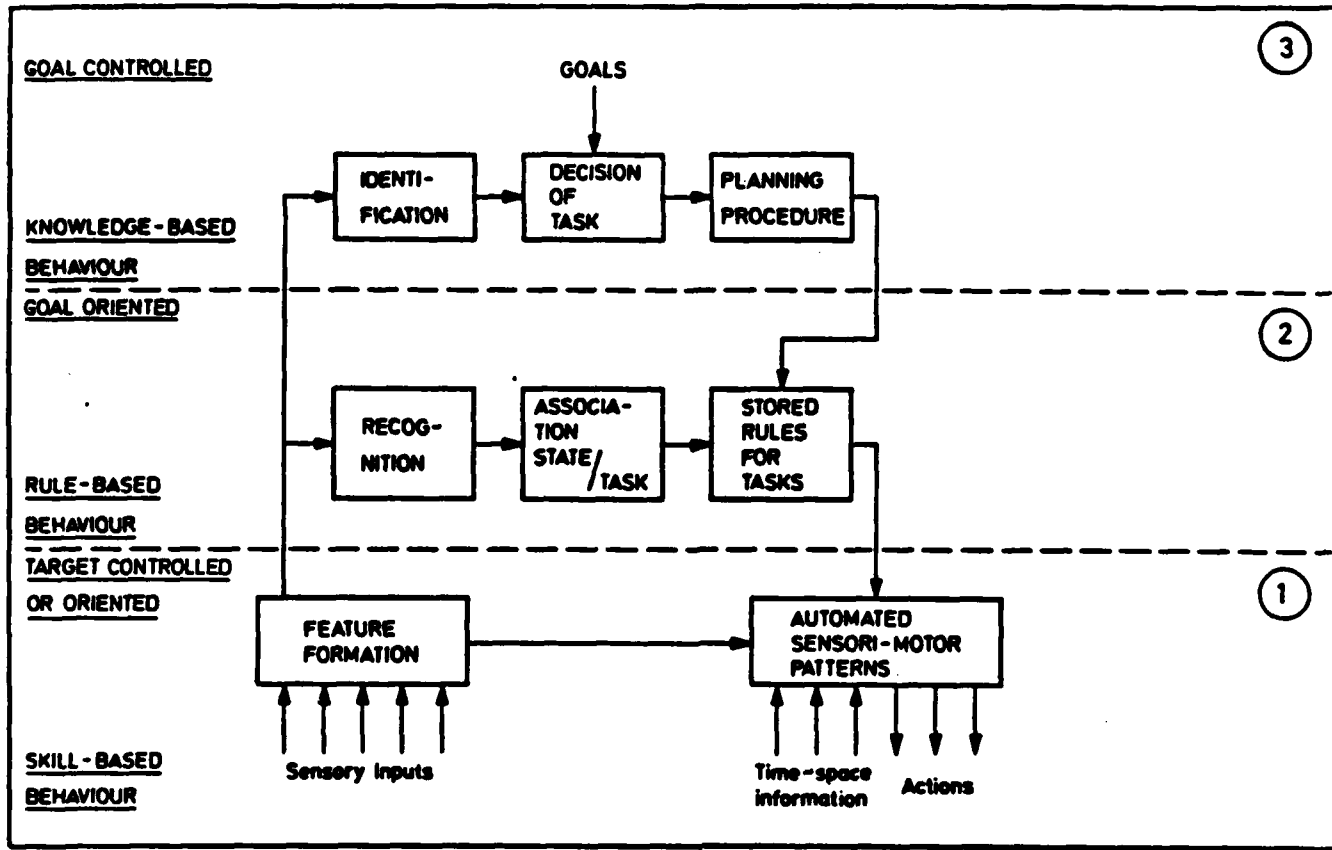 GOAL CONTROLLED
GOALS
3
IDENTI-
FICATION
DECISION
OF
TASK
PLANNING
PROCEDURE
KNOWLEDGE-BASED
BEHAVIOUR
GOAL ORIENTED
2
RECOG-
NITION
ASSOCIA-
TION
STATE/
TASK
STORED
RULES
FOR
TASKS
RULE-BASED
BEHAVIOUR
TARGET CONTROLLED
OR ORIENTED
1
FEATURE
FORMATION
AUTOMATED
SENSORI-MOTOR
PATTERNS
SKILL-BASED
BEHAVIOUR
Sensory Inputs
Time-space
information
Actions